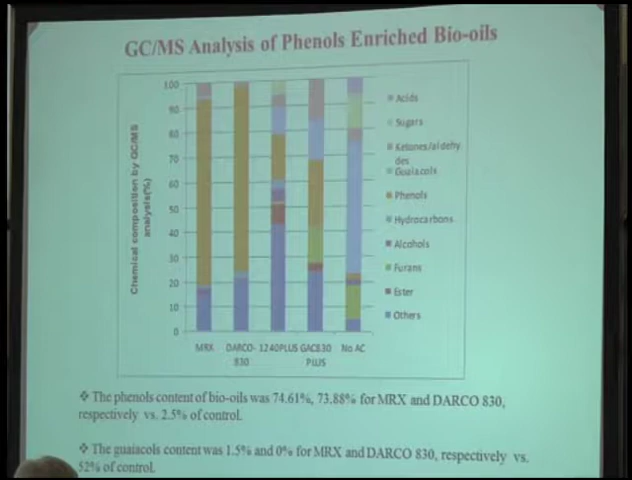 GC/MS Analysis of Phenols Enriched Bio-oils
Chemical composition by GC/MS
analysis(%)
100
90
80
70
60
50
40
30
20
10
0
MRX
DARCO-
830
1240PLUS
GAC830
PLUS
No AC
Acids
Sugars
Ketones/aldehy
des
Guaiacols
Phenols
Hydrocarbons
Alcohols
Furans
Ester
Others
❖ The phenols content of bio-oils was 74.61%, 73.88% for MRX and DARCO 830,
respectively vs. 2.5% of control.
❖ The guaiacols content was 1.5% and 0% for MRX and DARCO 830, respectively vs.
52% of control.